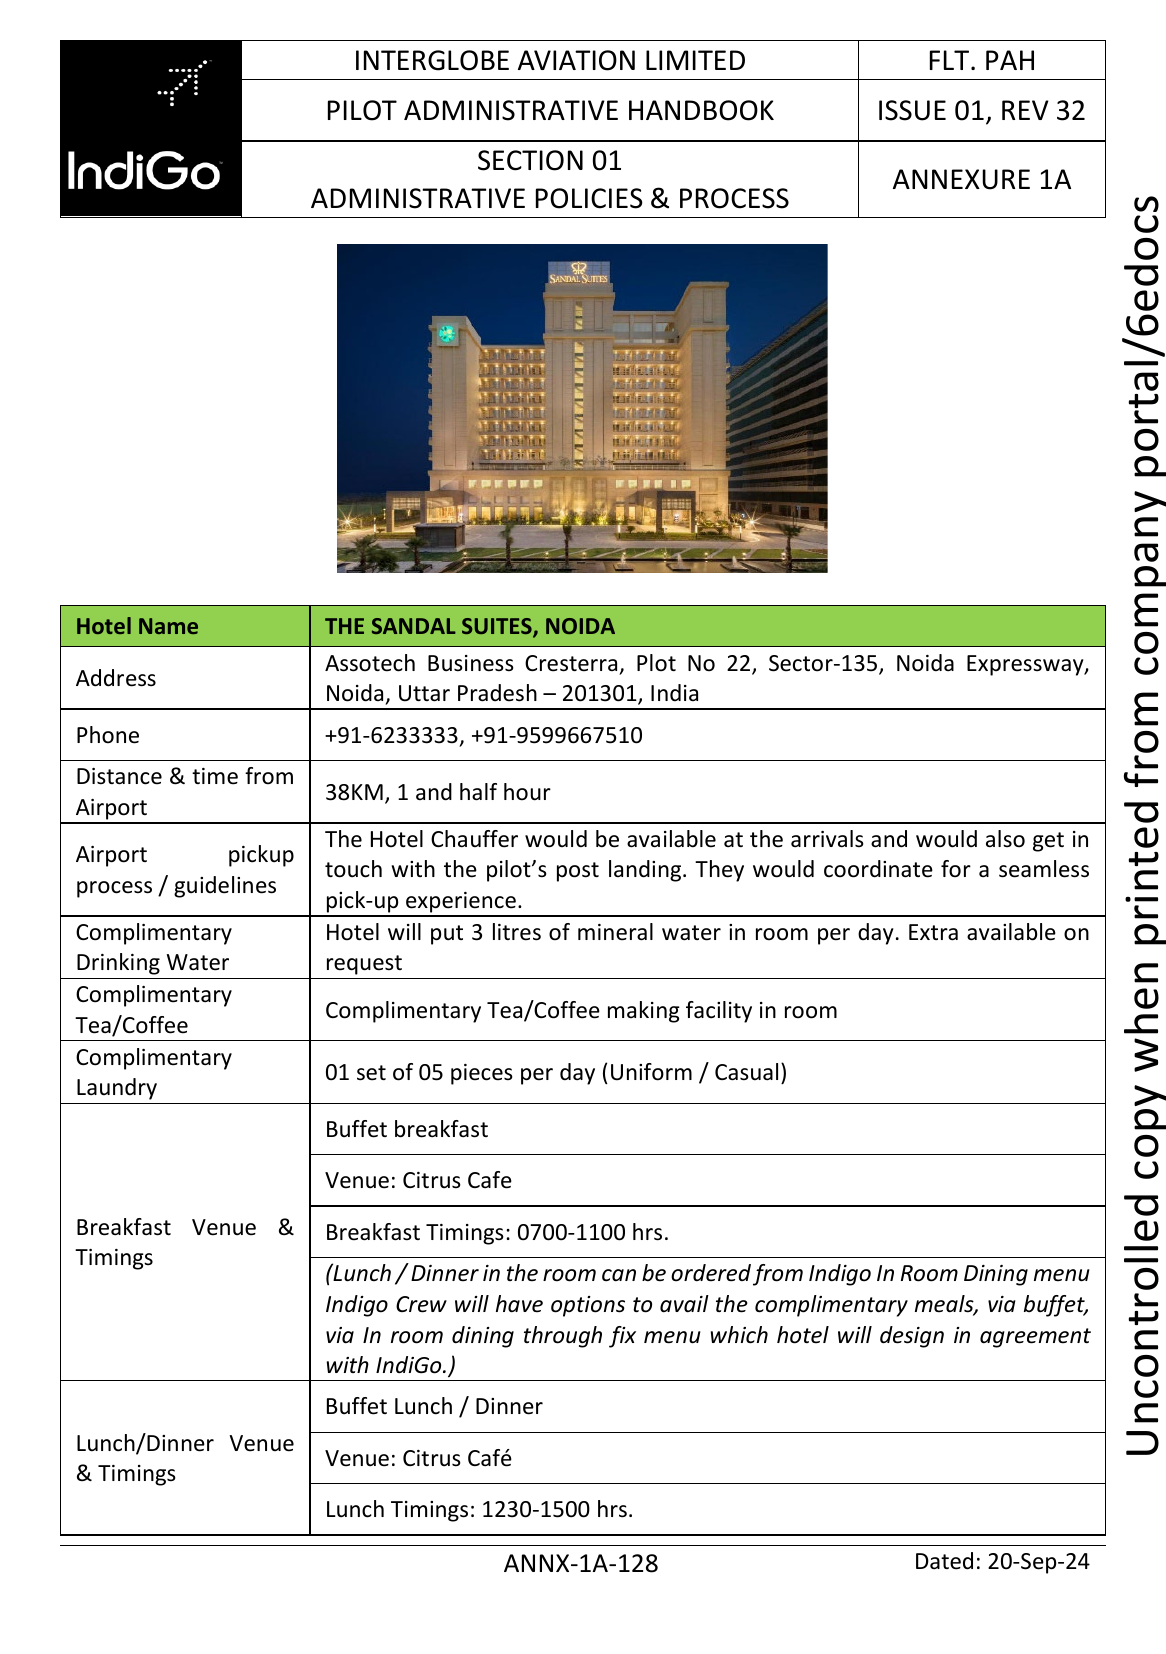 INTERGLOBE AVIATION LIMITED
FLT. PAH
PILOT ADMINISTRATIVE HANDBOOK
ISSUE 01, REV 32
IndiGo
SECTION 01
ADMINISTRATIVE POLICIES & PROCESS
ANNEXURE 1A
SANDAL SUITES
Hotel Name
THE SANDAL SUITES, NOIDA
Address
Assotech Business Cresterra, Plot No 22, Sector-135, Noida Expressway,
Noida, Uttar Pradesh – 201301, India
Phone
+91-6233333, +91-9599667510
Distance & time from
Airport
38KM, 1 and half hour
Airport pickup
process / guidelines
The Hotel Chauffer would be available at the arrivals and would also get in
touch with the pilot’s post landing. They would coordinate for a seamless
pick-up experience.
Complimentary
Drinking Water
Hotel will put 3 litres of mineral water in room per day. Extra available on
request
Complimentary
Tea/Coffee
Complimentary Tea/Coffee making facility in room
Complimentary
Laundry
01 set of 05 pieces per day (Uniform / Casual)
Breakfast Venue &
Timings
Buffet breakfast
Venue: Citrus Cafe
Breakfast Timings: 0700-1100 hrs.
(Lunch / Dinner in the room can be ordered from Indigo In Room Dining menu
Indigo Crew will have options to avail the complimentary meals, via buffet,
via In room dining through fix menu which hotel will design in agreement
with IndiGo.)
Lunch/Dinner Venue
& Timings
Buffet Lunch / Dinner
Venue: Citrus Café
Lunch Timings: 1230-1500 hrs.
ANNX-1A-128
Dated: 20-Sep-24
Uncontrolled copy when printed from company portal/6edocs